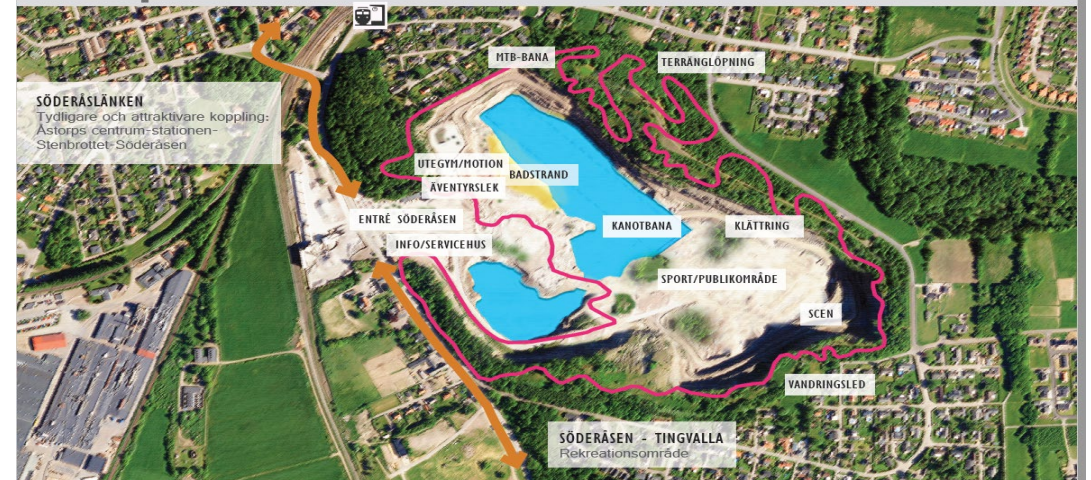 MTB-BANA
TERRÄNGLÖPNING
SÖDERÅSLÄNKEN
Tydligare och attraktivare koppling:
Åstorps centrum-stationen-
Stenbrottet-Söderåsen
UTEGYM/MOTION
BADSTRAND
ÄVENTYRSLEK
ENTRÉ SÖDERÅSEN
KANOTBANA
KLÄTTRING
INFO/SERVICEHUS
SPORT/PUBLIKOMRÅDE
SCEN
VANDRINGSLED
SÖDERÅSEN - TINGVALLA
Rekreationsområde